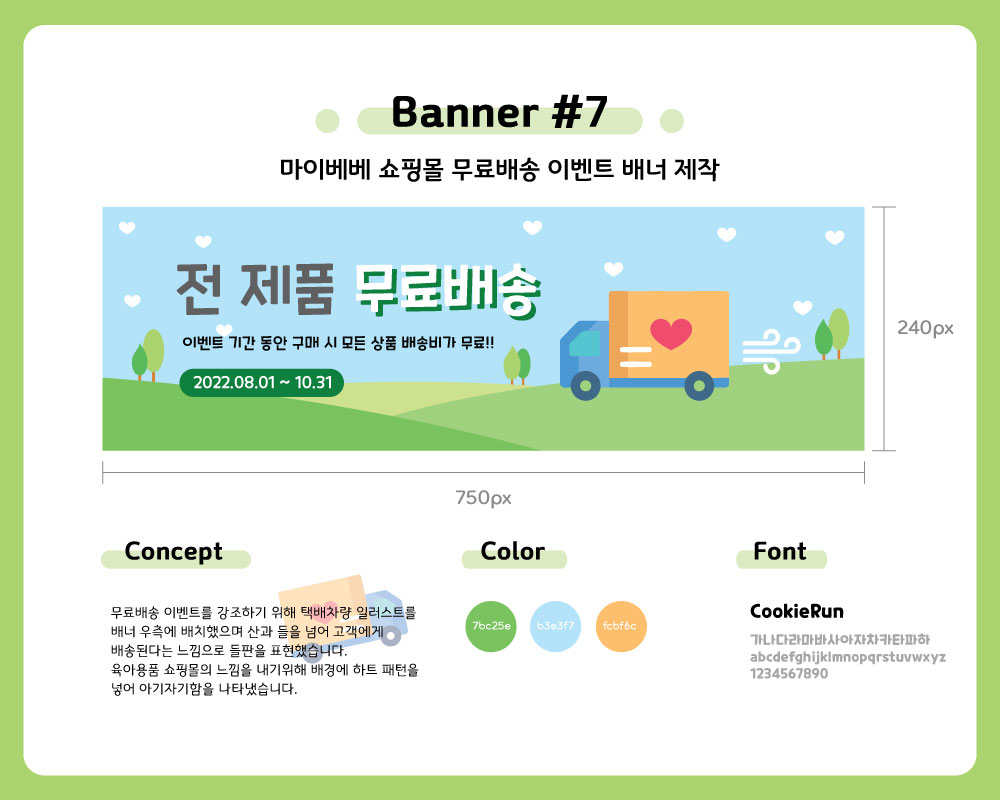 Banner #7
마이베베 쇼핑몰 무료배송 이벤트 배너 제작
전 제품 무료배송
이벤트 기간 동안 구매 시 모든 상품 배송비가 무료!!
2022.08.01 ~ 10.31
240px
750px
Concept
무료배송 이벤트를 강조하기 위해 택배차량 일러스트를
배너 우측에 배치했으며 산과 들을 넘어 고객에게
배송된다는 느낌으로 들판을 표현했습니다.
육아용품 쇼핑몰의 느낌을 내기위해 배경에 하트 패턴을
넣어 아기자기함을 나타냈습니다.
Color
7bc25e b3e3f7 fcbf6c
Font
CookieRun
가나다라마바사아자차카타파하
abcdefghijklmnopqrstuvwxyz
1234567890